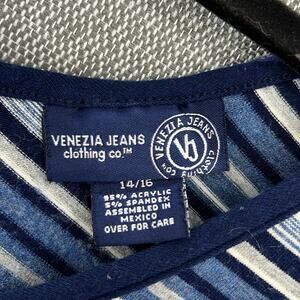 VENEZIA JEANS
clothing co.™
VENEZIA JEANS
VJ
clothing co.
14/16
95% ACRYLIC
5% SPANDEX
ASSEMBLED IN
MEXICO
OVER FOR CARE